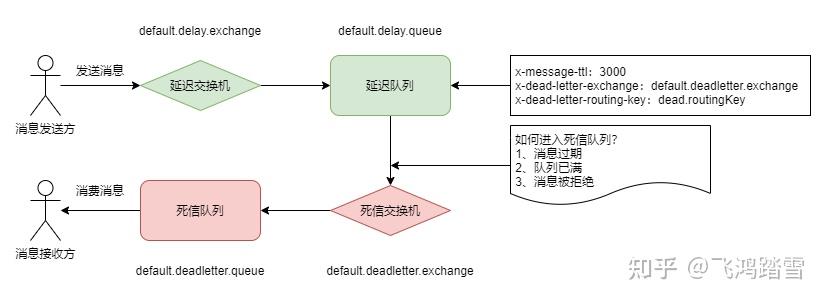 default.delay.exchange
default.delay.queue
发送消息
延迟交换机
延迟队列
x-message-ttl：3000
x-dead-letter-exchange：default.deadletter.exchange
x-dead-letter-routing-key：dead.routingKey
消息发送方
如何进入死信队列？
1、消息过期
2、队列已满
3、消息被拒绝
消费消息
死信队列
死信交换机
消息接收方
default.deadletter.queue
default.deadletter.exchange
知乎 @飞鸿踏雪